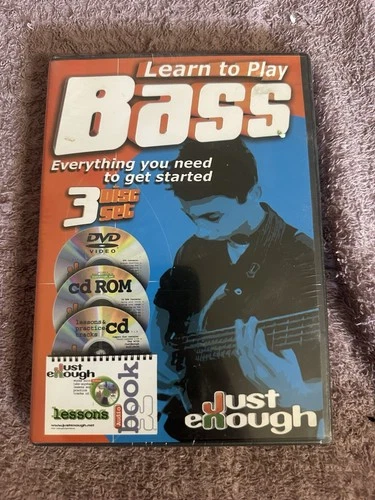 Learn to Play
Bass
Everything you need
to get started
3 Disc
Set
DVD
VIDEO
cd ROM
lessons &
practice
tracks
cd
Just
enough
lessons
audio
book
Just
enough